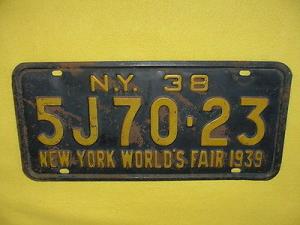 N.Y. 38
5J70·23
NEW YORK WORLD'S FAIR 1939